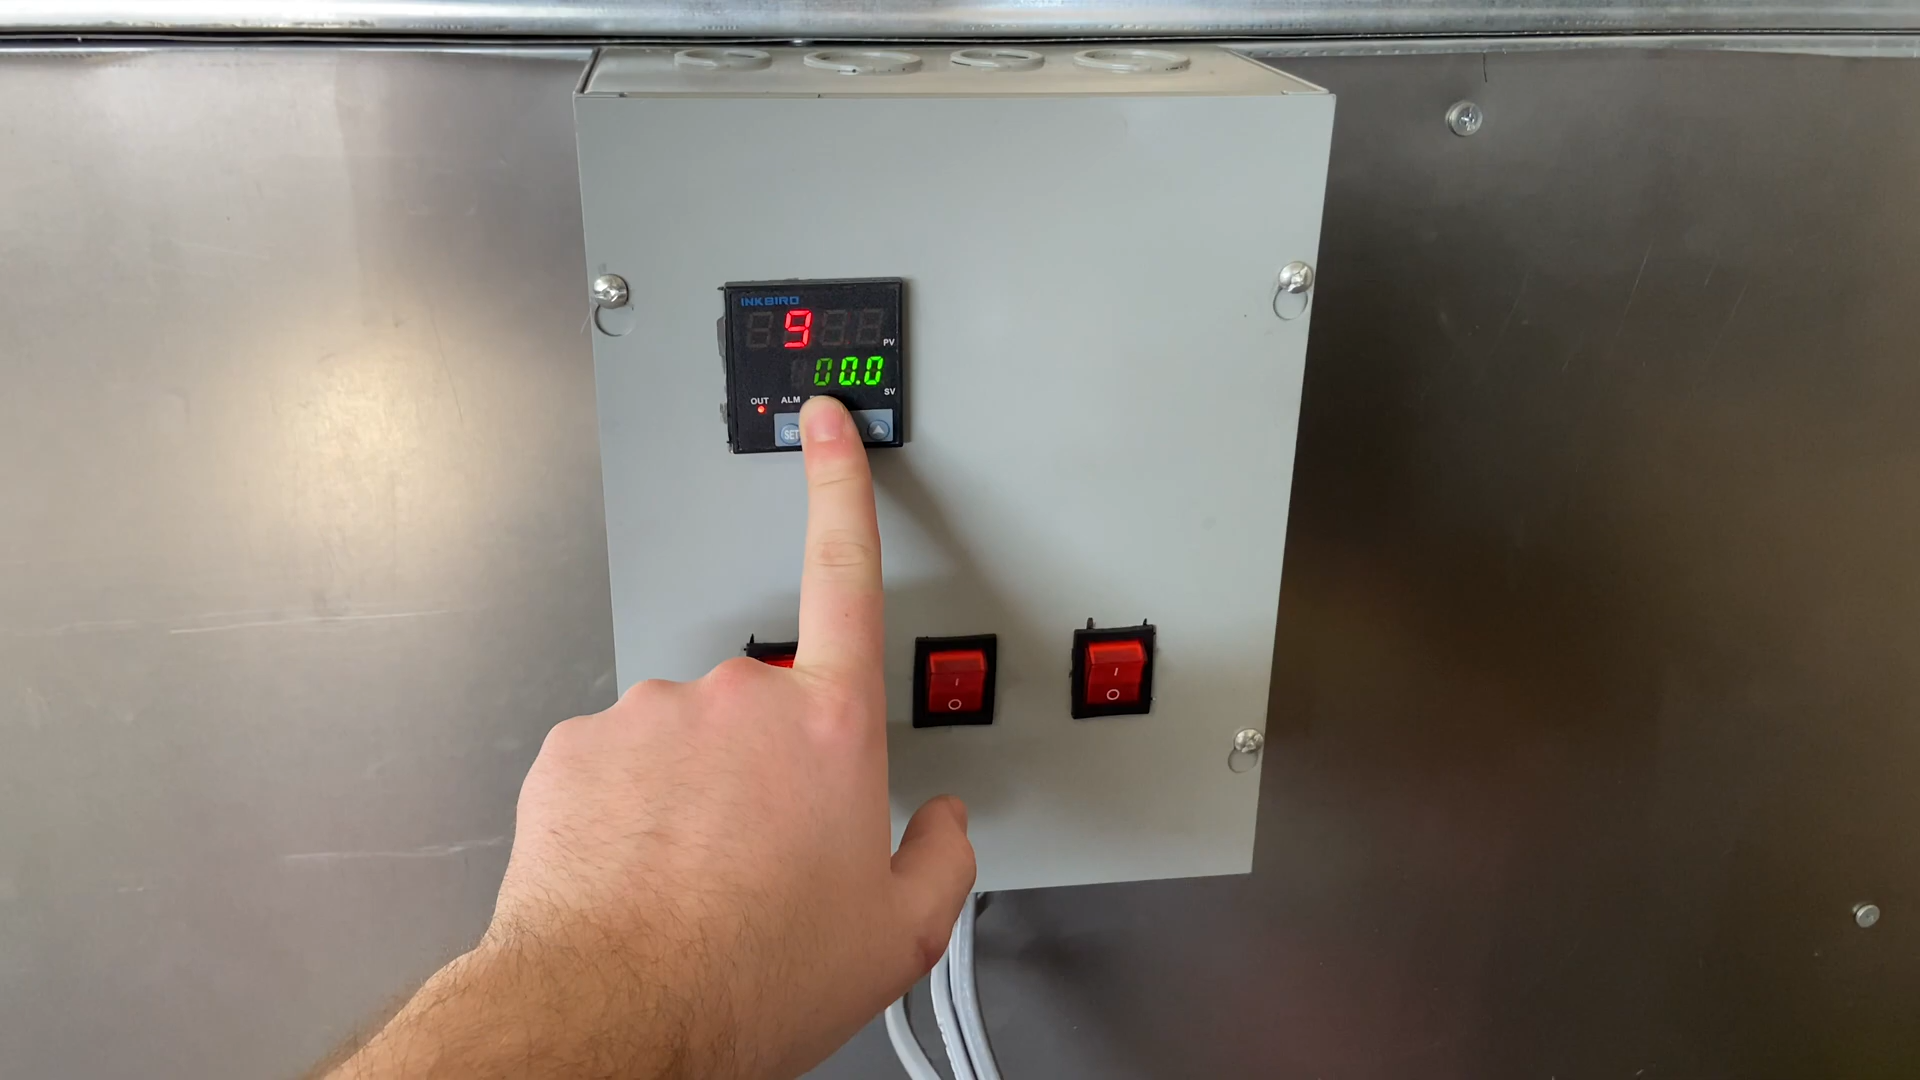 INKBIRD
9
PV
00.0
SV
OUT ALM
SET
I
O
I
O